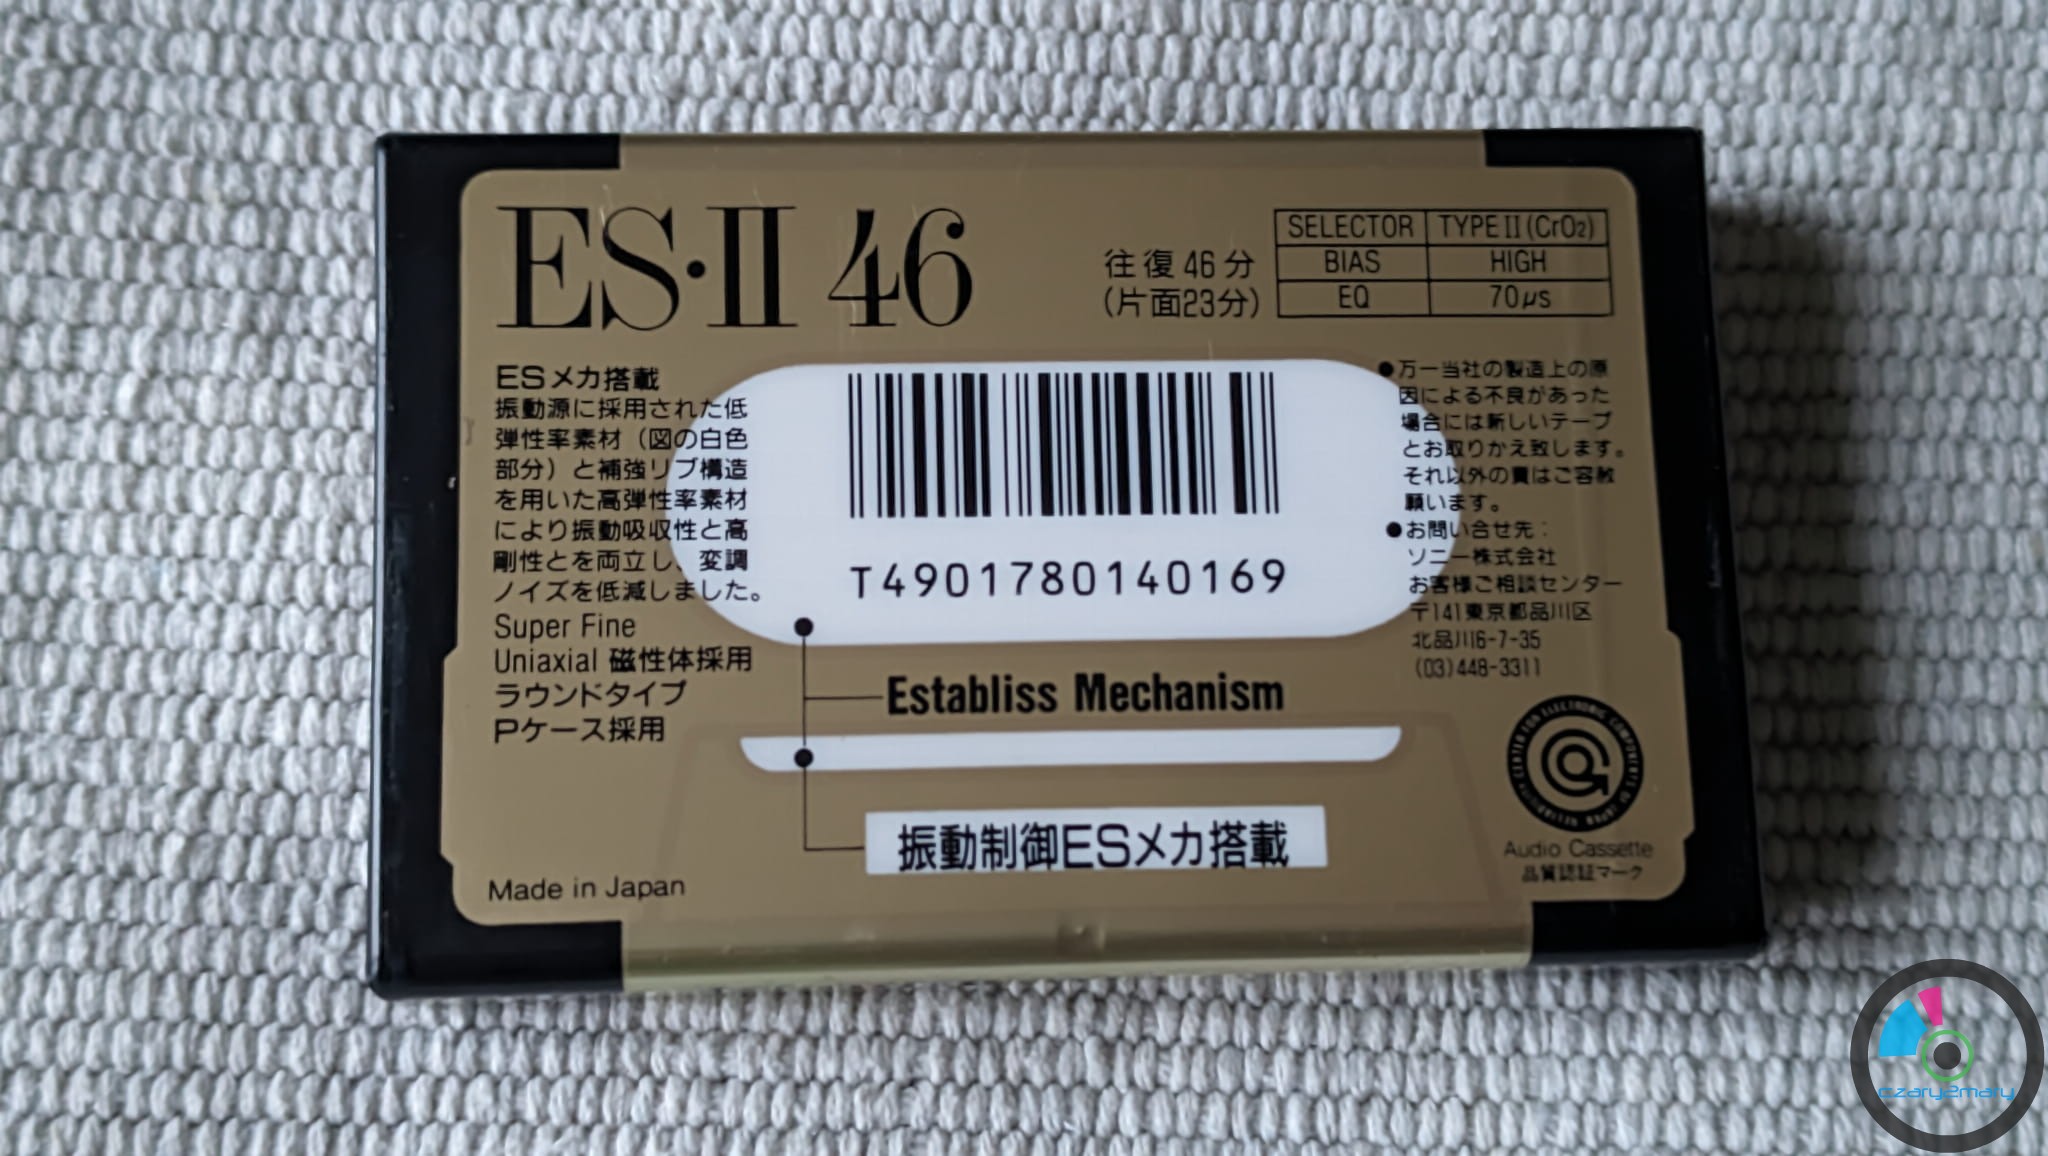 ES・II 46
往復46分
(片面23分)
SELECTOR TYPE II (CrO2)
BIAS HIGH
EQ 70μs
ESメカ搭載
振動源に採用された低
弾性率素材（図の白色
部分）と補強リブ構造
を用いた高弾性率素材
により振動吸収性と高
剛性とを両立し、変調
ノイズを低減しました。
Super Fine
Uniaxial 磁性体採用
ラウンドタイプ
Pケース採用
Made in Japan
T4901780140169
Establiss Mechanism
振動制御ESメカ搭載
●万一当社の製造上の原
因による不良があった
場合には新しいテープ
とお取りかえ致します。
それ以外の責はご容赦
願います。
●お問い合せ先：
ソニー株式会社
お客様ご相談センター
〒141東京都品川区
北品川6-7-35
(03)448-3311
CENTER FOR ELECTRONIC COMPONENTS OF JAPAN
Audio Cassette
品質認証マーク
czary2mary